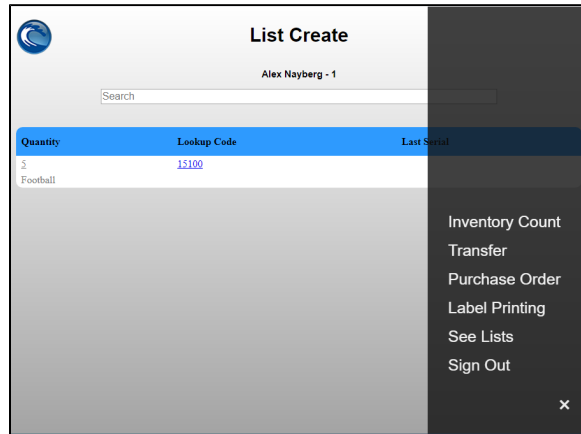 List Create
Alex Nayberg - 1
Search
Quantity Lookup Code Last Serial
5 15100
Football
Inventory Count
Transfer
Purchase Order
Label Printing
See Lists
Sign Out
×